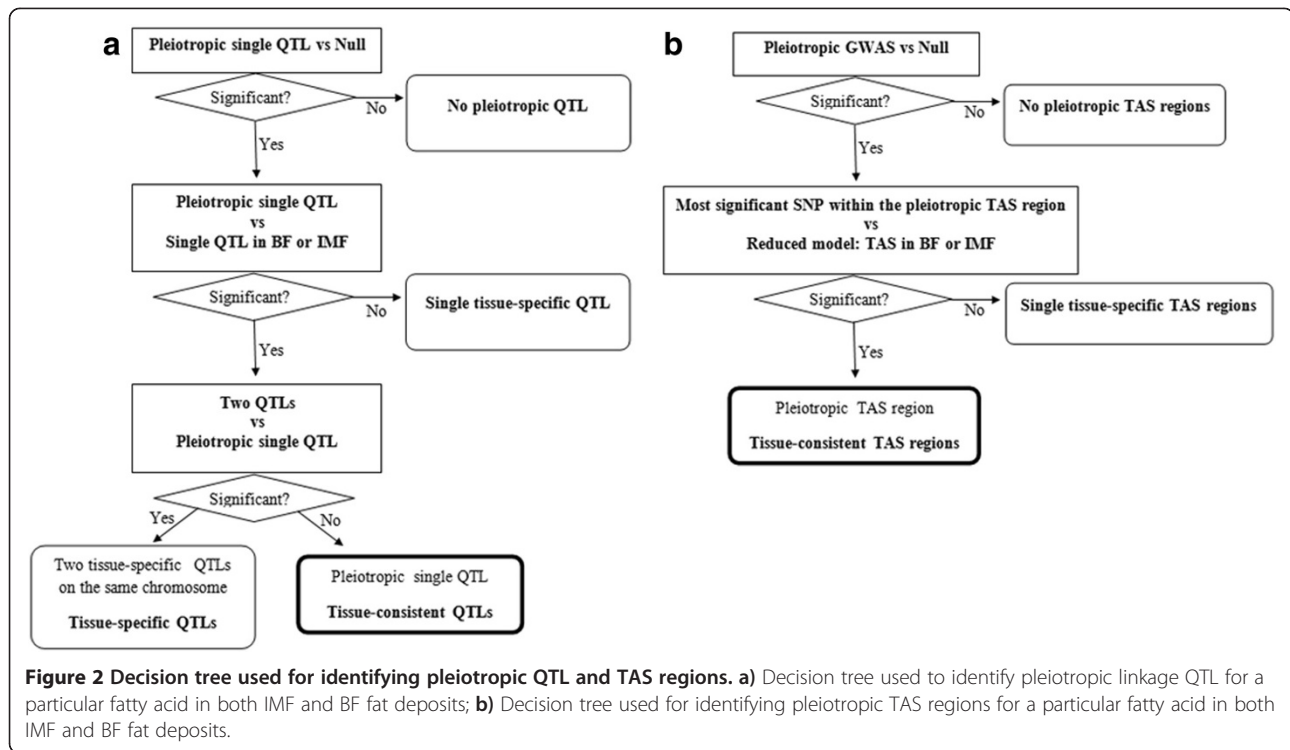 a
Pleiotropic single QTL vs Null
Significant?
No
No pleiotropic QTL
Yes
Pleiotropic single QTL
vs
Single QTL in BF or IMF
Significant?
No
Single tissue-specific QTL
Yes
Two QTLs
vs
Pleiotropic single QTL
Significant?
Yes
No
Two tissue-specific QTLs
on the same chromosome
Tissue-specific QTLs
Pleiotropic single QTL
Tissue-consistent QTLs
b
Pleiotropic GWAS vs Null
Significant?
No
No pleiotropic TAS regions
Yes
Most significant SNP within the pleiotropic TAS region
vs
Reduced model: TAS in BF or IMF
Significant?
No
Single tissue-specific TAS regions
Yes
Pleiotropic TAS region
Tissue-consistent TAS regions
Figure 2 Decision tree used for identifying pleiotropic QTL and TAS regions. a) Decision tree used to identify pleiotropic linkage QTL for a
particular fatty acid in both IMF and BF fat deposits; b) Decision tree used for identifying pleiotropic TAS regions for a particular fatty acid in both
IMF and BF fat deposits.